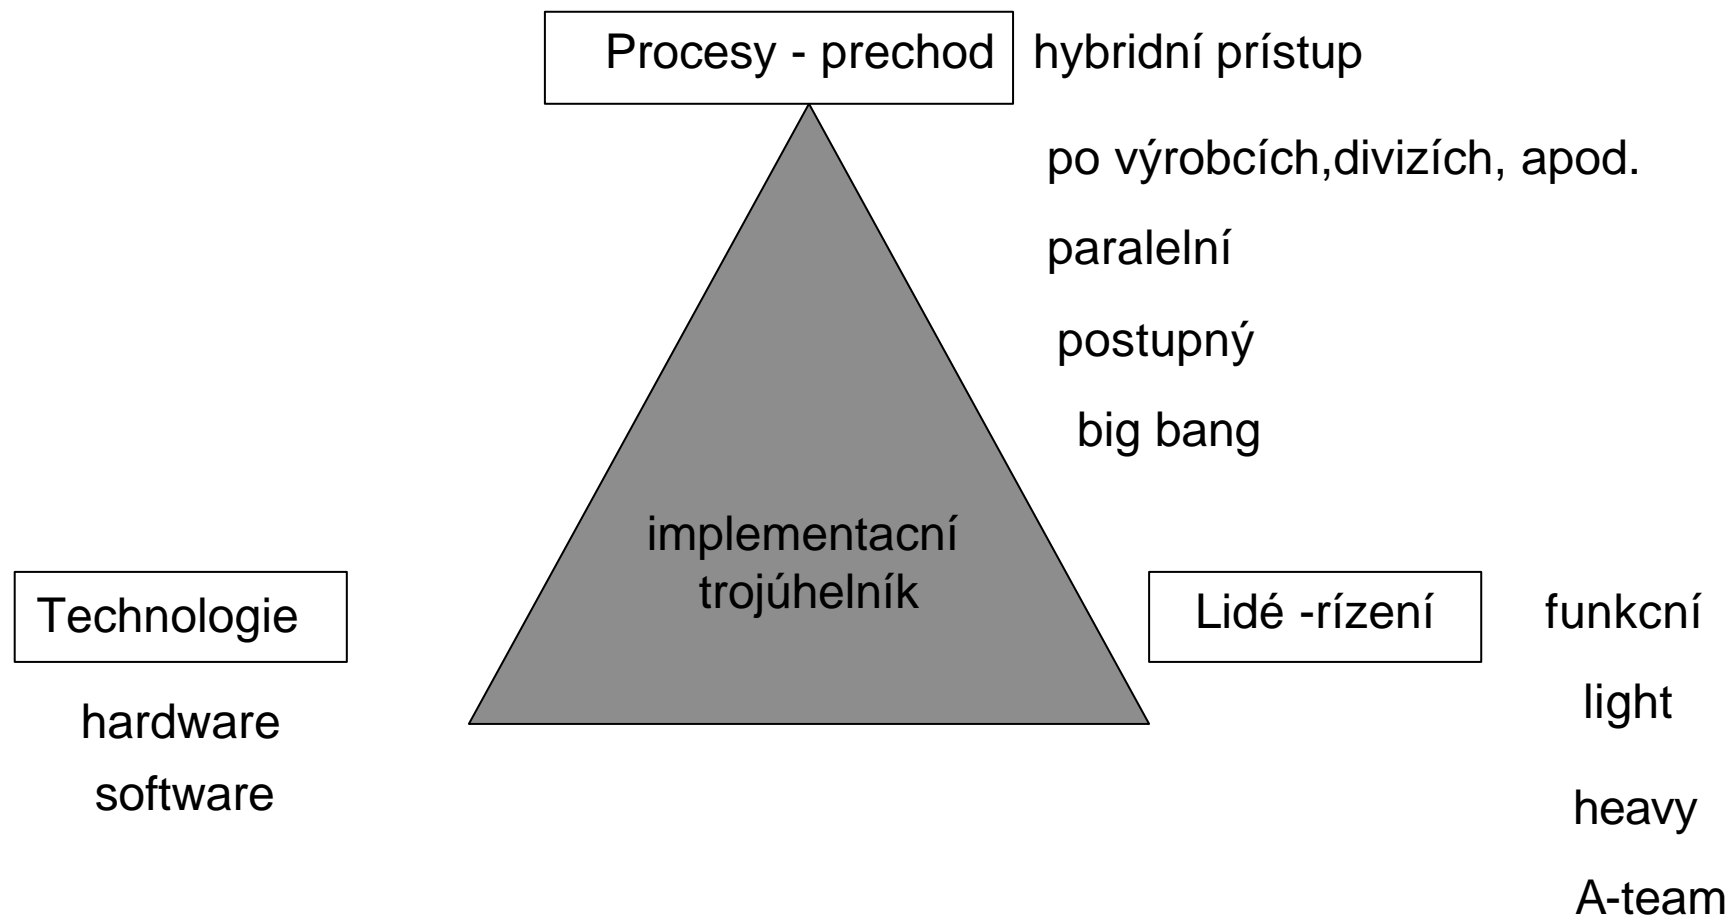 Procesy - prechod
hybridní prístup
po výrobcích,divizích, apod.
paralelní
postupný
big bang
implementacní
trojúhelník
Technologie
hardware
software
Lidé -rízení
funkcní
light
heavy
A-team